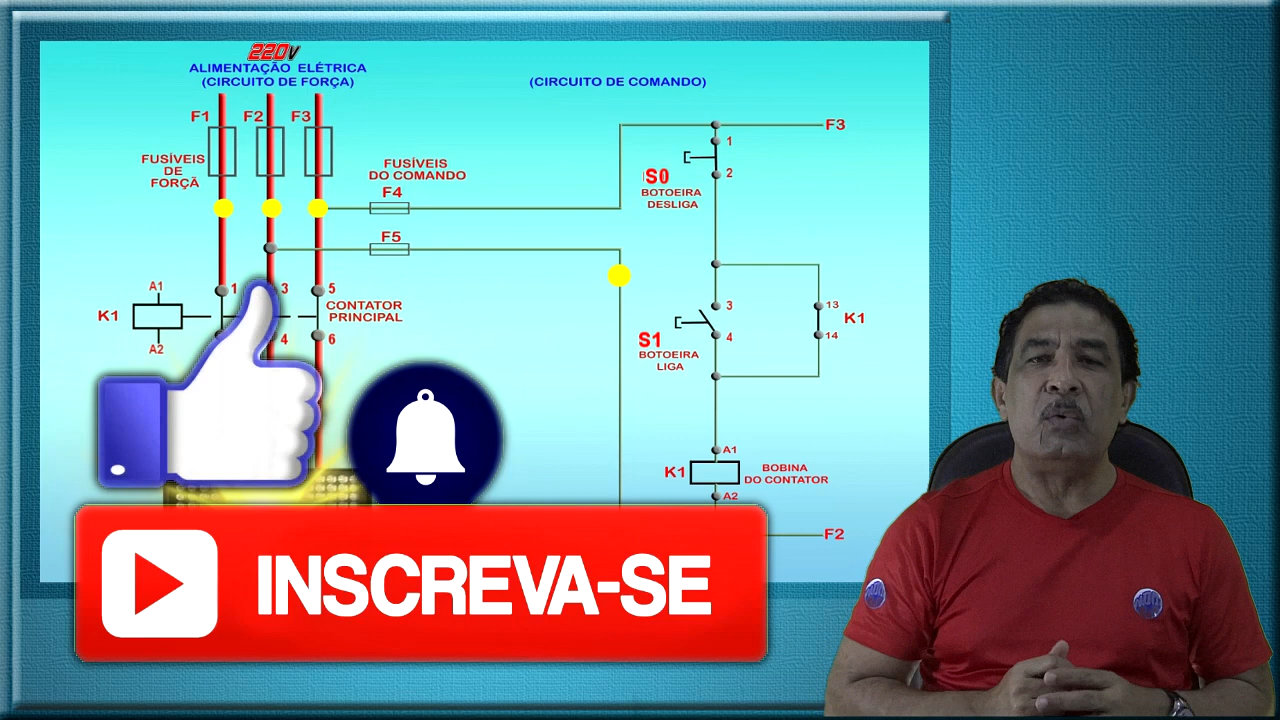 220V
ALIMENTAÇÃO ELÉTRICA
(CIRCUITO DE FORÇA)
(CIRCUITO DE COMANDO)
F1
F2
F3
FUSÍVEIS
DE
FORÇÃ
FUSÍVEIS
DO COMANDO
F4
F5
F3
1
2
S0
BOTOEIRA
DESLIGA
A1
K1
A2
1
3
5
4
6
CONTATOR
PRINCIPAL
3
4
S1
BOTOEIRA
LIGA
13
K1
14
A1
K1
A2
BOBINA
DO CONTATOR
F2
INSCREVA-SE